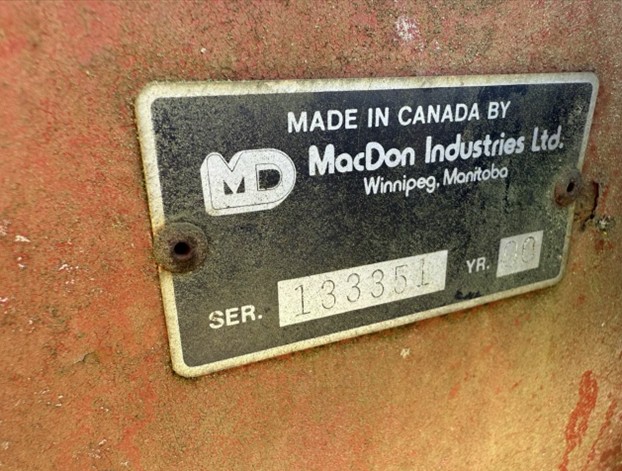 MADE IN CANADA BY
MD MacDon Industries Ltd.
Winnipeg, Manitoba
SER. 133351 YR.